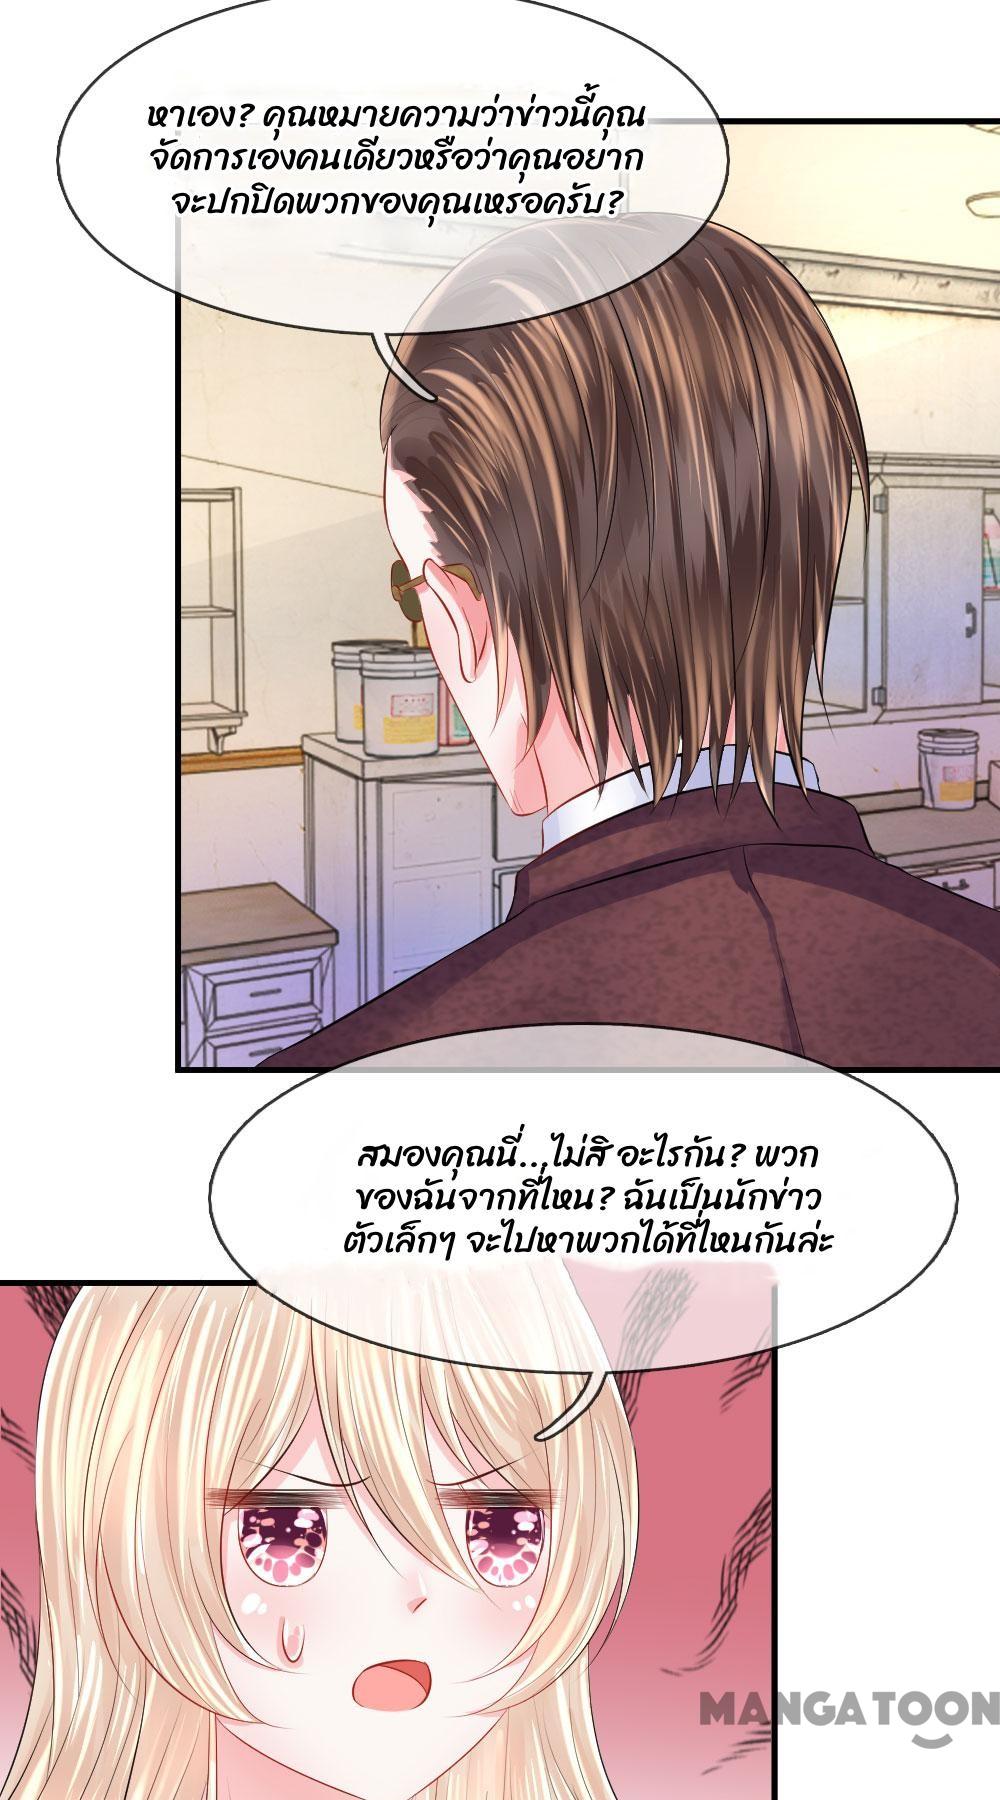 หาเอง? คุณหมายความว่าข่าวนี้คุณ
จัดการเองคนเดียวหรือว่าคุณอยาก
จะปกปิดพวกของคุณเหรอครับ?
สมองคุณนี่...ไม่สิ อะไรกัน? พวก
ของฉันจากที่ไหน? ฉันเป็นนักข่าว
ตัวเล็กๆ จะไปหาพวกได้ที่ไหนกันล่ะ
MANGATOON